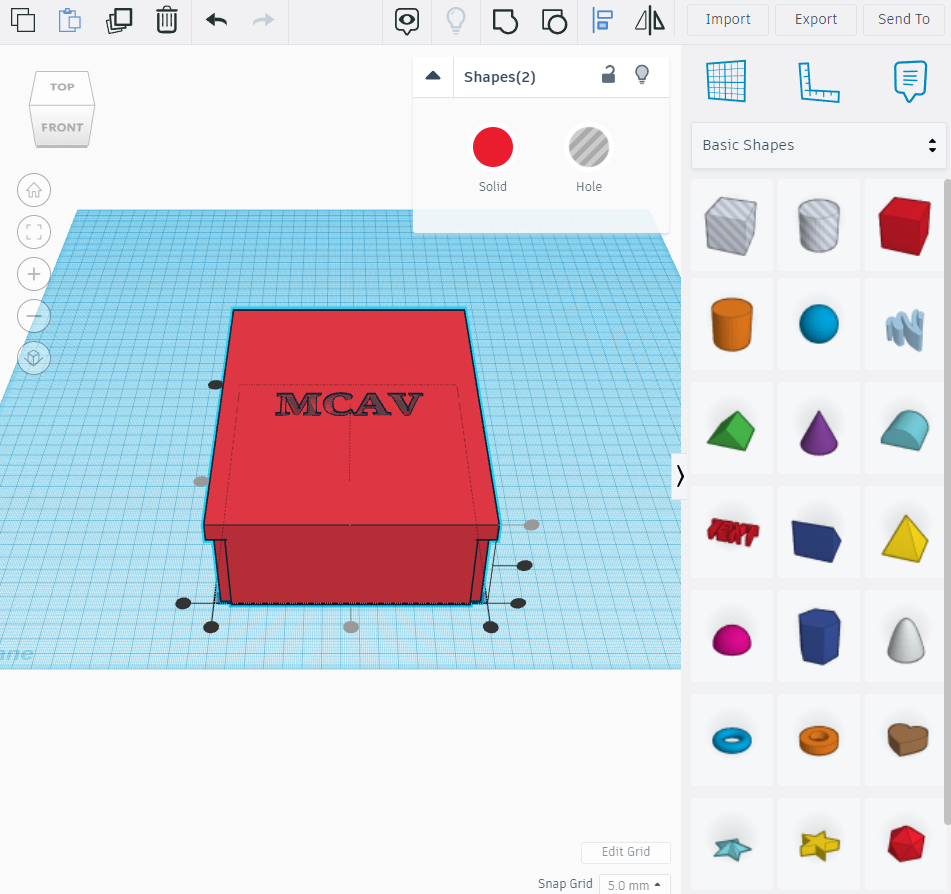 Import
Export
Send To
TOP
FRONT
Shapes(2)
Solid
Hole
Basic Shapes
MCAV
TEXT
Edit Grid
Snap Grid
5.0 mm